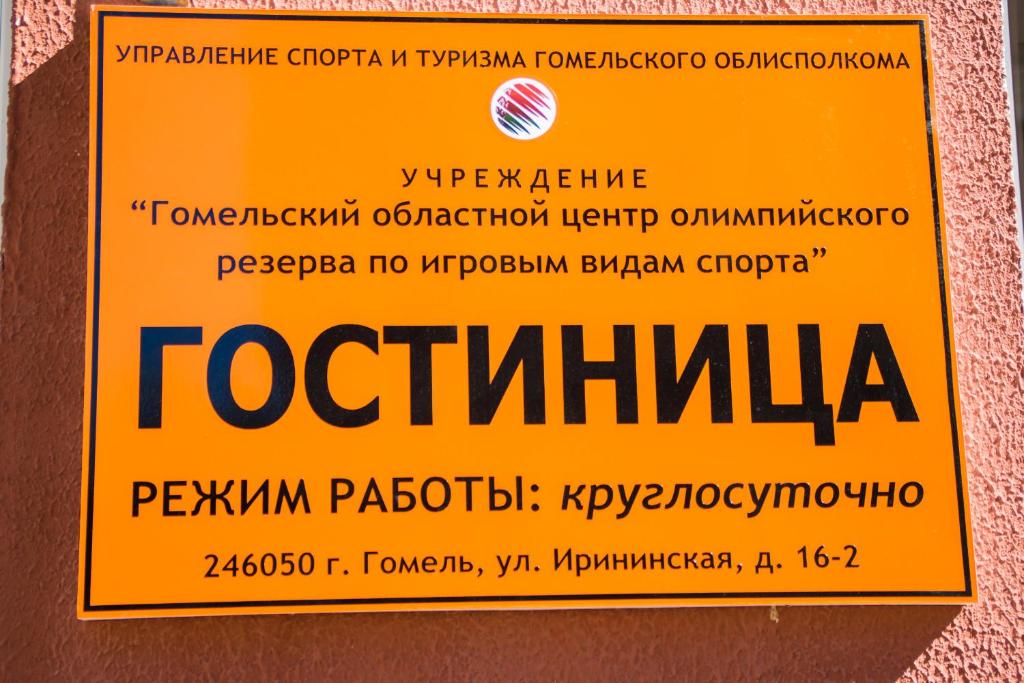 УПРАВЛЕНИЕ СПОРТА И ТУРИЗМА ГОМЕЛЬСКОГО ОБЛИСПОЛКОМА
УЧРЕЖДЕНИЕ
“Гомельский областной центр олимпийского
резерва по игровым видам спорта”
ГОСТИНИЦА
РЕЖИМ РАБОТЫ: круглосуточно
246050 г. Гомель, ул. Ирининская, д. 16-2